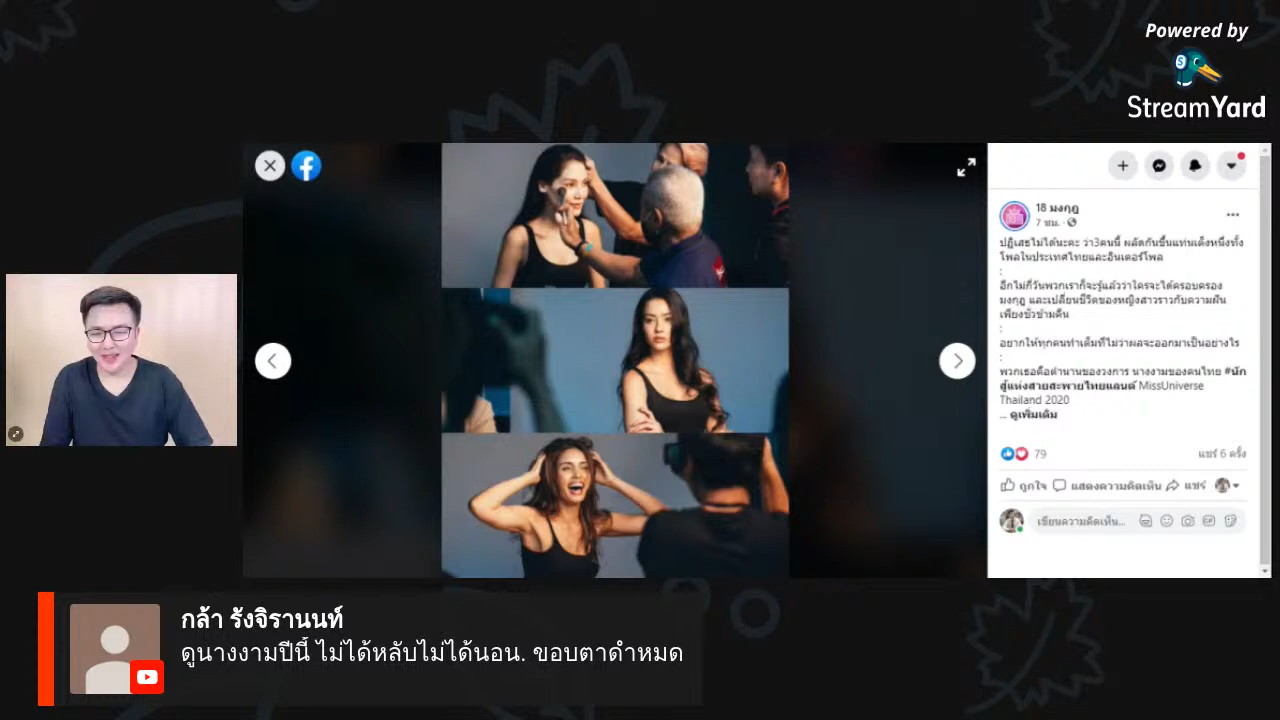 Powered by
StreamYard
18 มงกุฎ
7 ชม.
ปฏิเสธไม่ได้นะคะ ว่า3คนนี้ ผลัดกันขึ้นแท่นเต็งหนึ่งทั้ง
โพลในประเทศไทยและอินเตอร์โพล
:
อีกไม่กี่วันพวกเราก็จะรู้แล้วว่าใครจะได้ครอบครอง
มงกุฎ และเปลี่ยนชีวิตของหญิงสาวราวกับความฝัน
เพียงชั่วข้ามคืน
:
อยากให้ทุกคนทำเต็มที่ไม่ว่าผลจะออกมาเป็นอย่างไร
:
พวกเธอคือตำนานของวงการ นางงามของคนไทย #นัก
สู้แห่งสายสะพายไทยแลนด์ MissUniverse
Thailand 2020
... ดูเพิ่มเติม
79
แชร์ 6 ครั้ง
ถูกใจ แสดงความคิดเห็น แชร์
เขียนความคิดเห็น...
กล้า รังจิรานนท์
ดูนางงามปีนี้ ไม่ได้หลับไม่ได้นอน. ขอบตาดำหมด